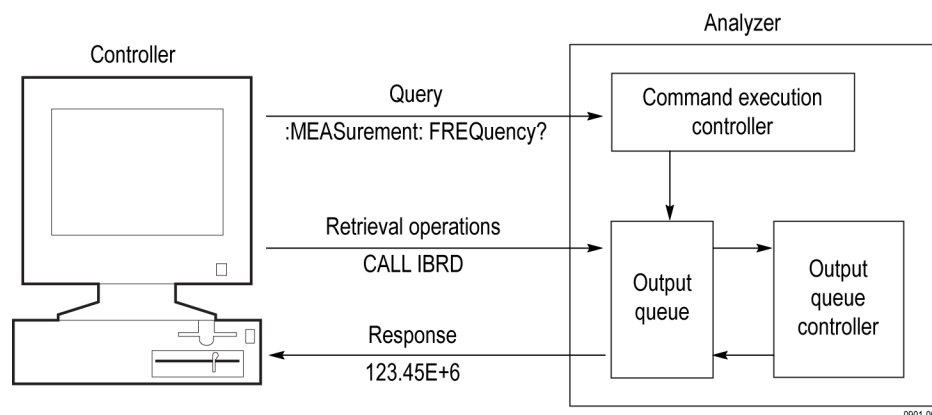 Controller
Analyzer
Query
:MEASurement: FREQuency?
Command execution
controller
Retrieval operations
CALL IBRD
Output
queue
Output
queue
controller
Response
123.45E+6